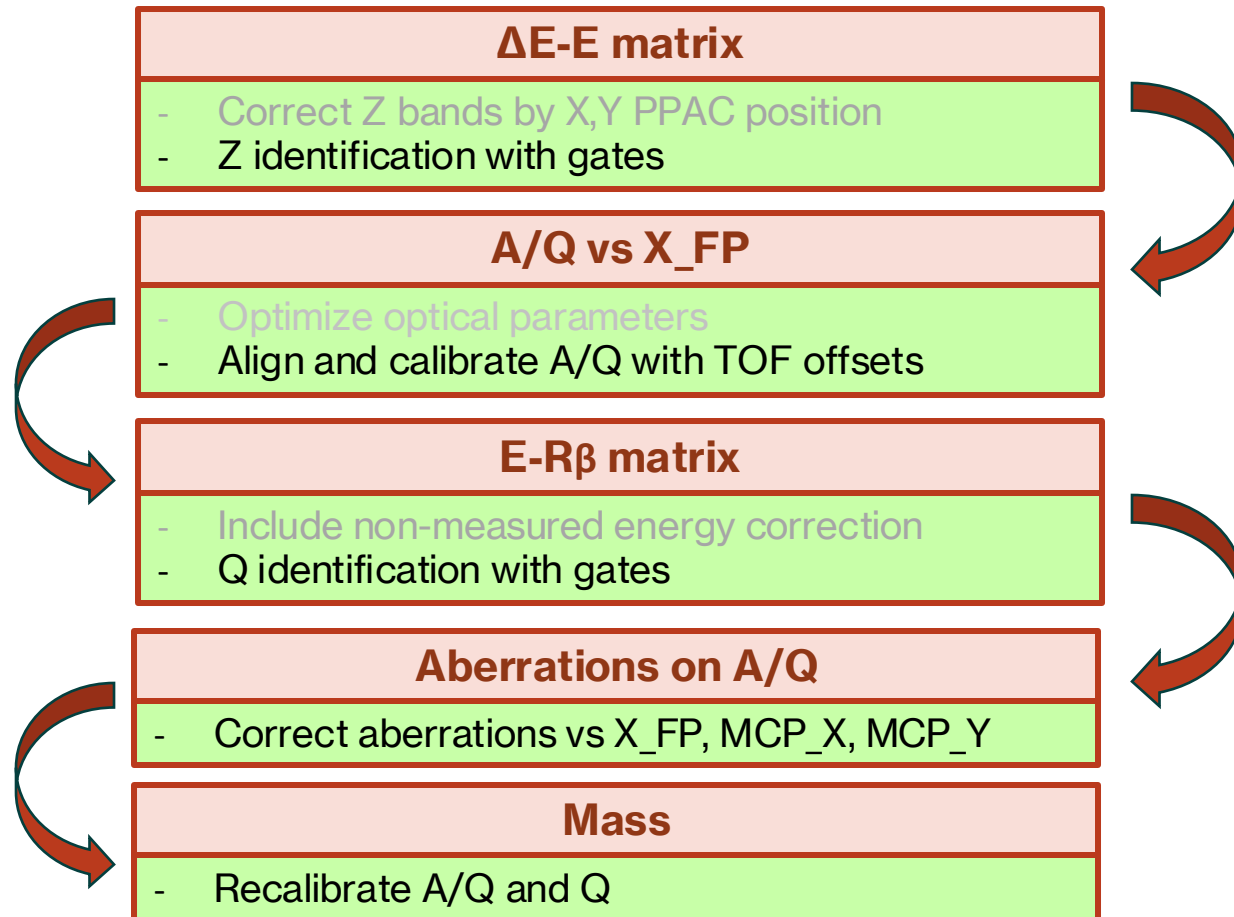 ΔE-E matrix
- Correct Z bands by X,Y PPAC position
- Z identification with gates
A/Q vs X_FP
- Optimize optical parameters
- Align and calibrate A/Q with TOF offsets
E-Rβ matrix
- Include non-measured energy correction
- Q identification with gates
Aberrations on A/Q
- Correct aberrations vs X_FP, MCP_X, MCP_Y
Mass
- Recalibrate A/Q and Q